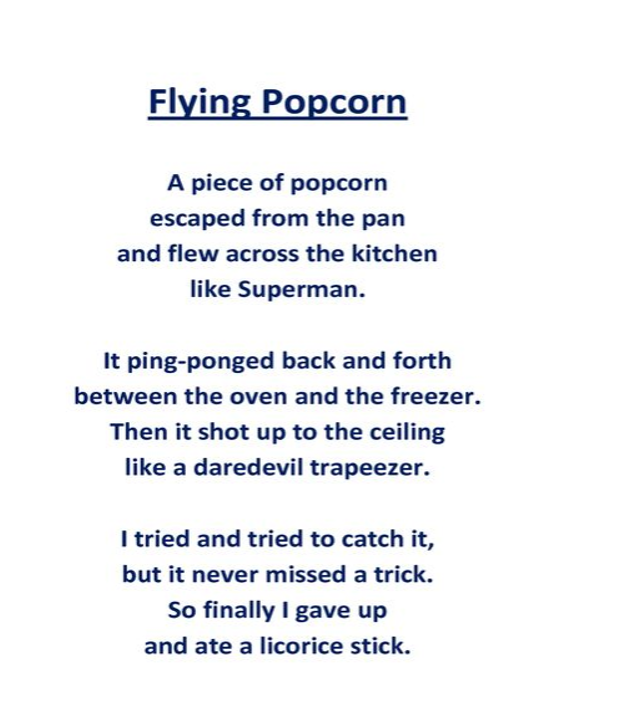 Flying Popcorn
A piece of popcorn
escaped from the pan
and flew across the kitchen
like Superman.
It ping-ponged back and forth
between the oven and the freezer.
Then it shot up to the ceiling
like a daredevil trapeezer.
I tried and tried to catch it,
but it never missed a trick.
So finally I gave up
and ate a licorice stick.